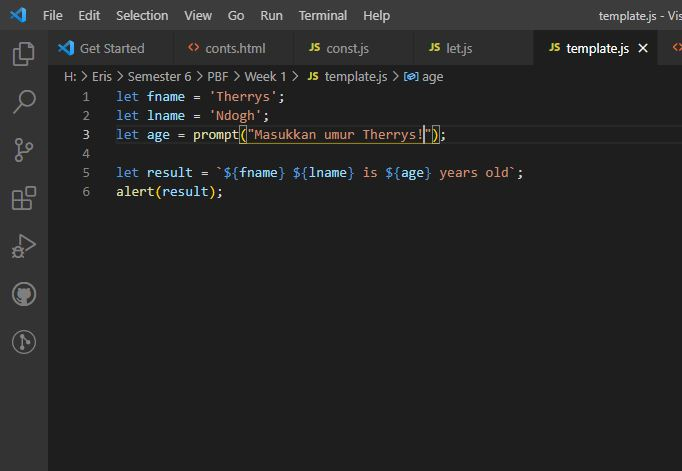 File Edit Selection View Go Run Terminal Help template.js - Vis
Get Started <> conts.html JS const.js JS let.js JS template.js × <>
H: > Eris > Semester 6 > PBF > Week 1 > JS template.js > age
1 let fname = 'Therrys';
2 let lname = 'Ndogh';
3 let age = prompt("Masukkan umur Therrys!");
4
5 let result = `${fname} ${lname} is ${age} years old`;
6 alert(result);